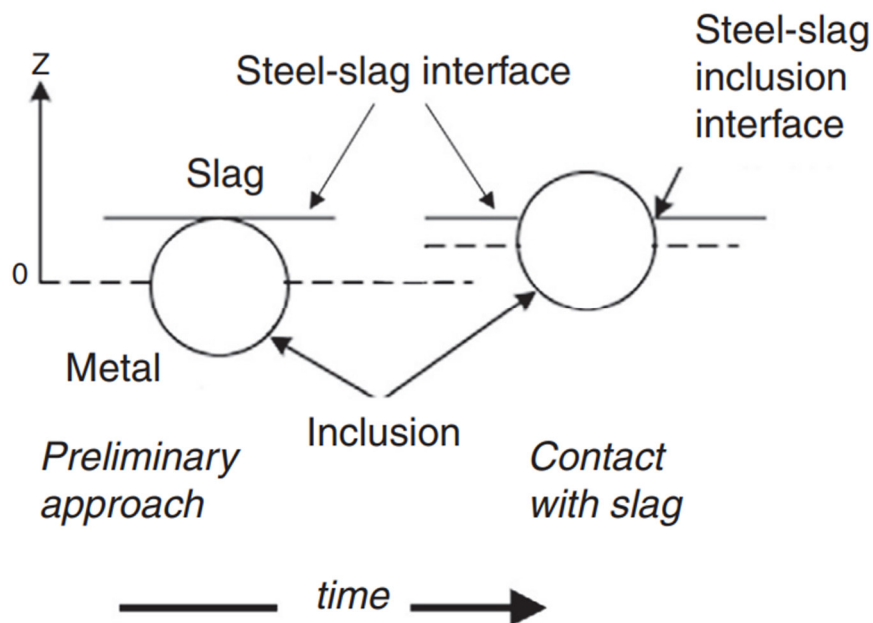 Steel-slag
inclusion
interface
Z
Steel-slag interface
Slag
0
Metal
Inclusion
Preliminary
approach
Contact
with slag
time